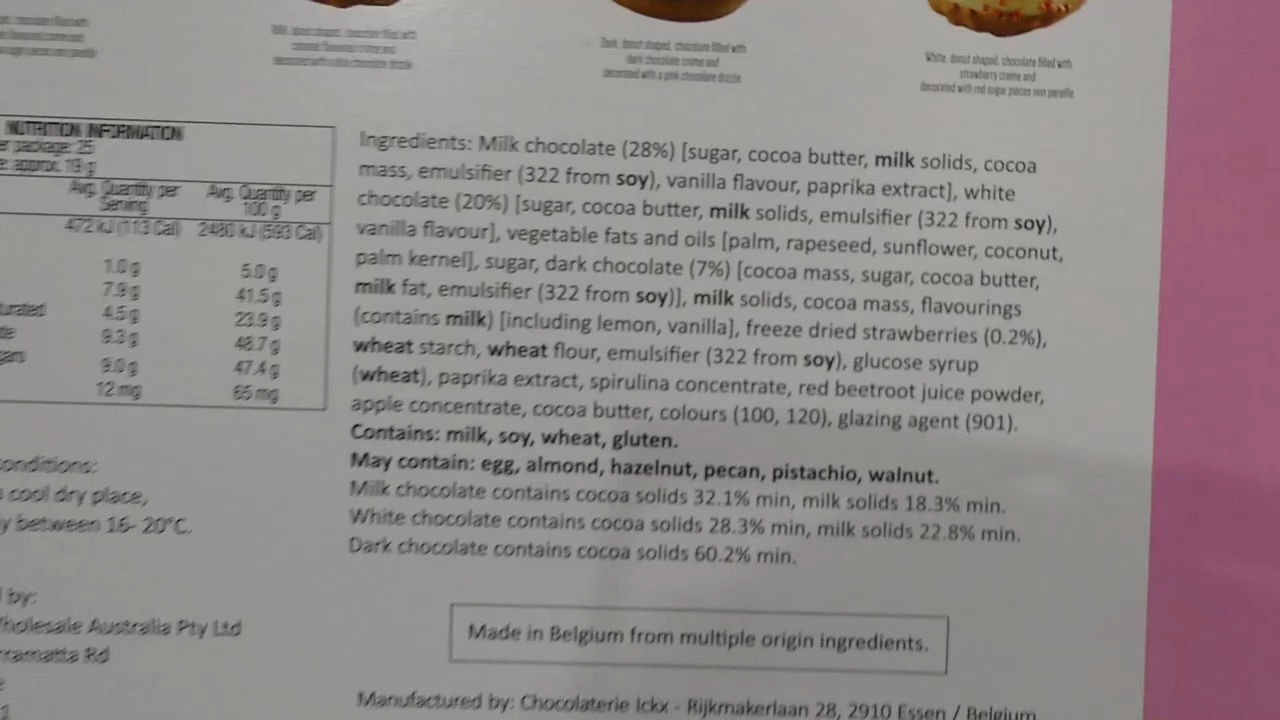 Dark, donut shaped, chocolate filled with
dark chocolate creme and
decorated with a pink chocolate drizzle
White, donut shaped, chocolate filled with
strawberry creme and
decorated with red sugar pieces non pareille
NUTRITION INFORMATION
package: 25
approx. 19 g
Avg. Quantity per
Serving
Avg. Quantity per
100 g
472 kJ (113 Cal) 2480 kJ (593 Cal)
1.0 g 5.0 g
7.9 g 41.5 g
4.5 g 23.9 g
9.3 g 48.7 g
9.0 g 47.4 g
12 mg 65 mg
Ingredients: Milk chocolate (28%) [sugar, cocoa butter, milk solids, cocoa
mass, emulsifier (322 from soy), vanilla flavour, paprika extract], white
chocolate (20%) [sugar, cocoa butter, milk solids, emulsifier (322 from soy),
vanilla flavour], vegetable fats and oils [palm, rapeseed, sunflower, coconut,
palm kernel], sugar, dark chocolate (7%) [cocoa mass, sugar, cocoa butter,
milk fat, emulsifier (322 from soy)], milk solids, cocoa mass, flavourings
(contains milk) [including lemon, vanilla], freeze dried strawberries (0.2%),
wheat starch, wheat flour, emulsifier (322 from soy), glucose syrup
(wheat), paprika extract, spirulina concentrate, red beetroot juice powder,
apple concentrate, cocoa butter, colours (100, 120), glazing agent (901).
Contains: milk, soy, wheat, gluten.
May contain: egg, almond, hazelnut, pecan, pistachio, walnut.
Milk chocolate contains cocoa solids 32.1% min, milk solids 18.3% min.
White chocolate contains cocoa solids 28.3% min, milk solids 22.8% min.
Dark chocolate contains cocoa solids 60.2% min.
onditions:
cool dry place,
y between 16- 20°C.
by:
holesale Australia Pty Ltd
rramatta Rd
Made in Belgium from multiple origin ingredients.
Manufactured by: Chocolaterie Ickx - Rijkmakerlaan 28, 2910 Essen / Belgium